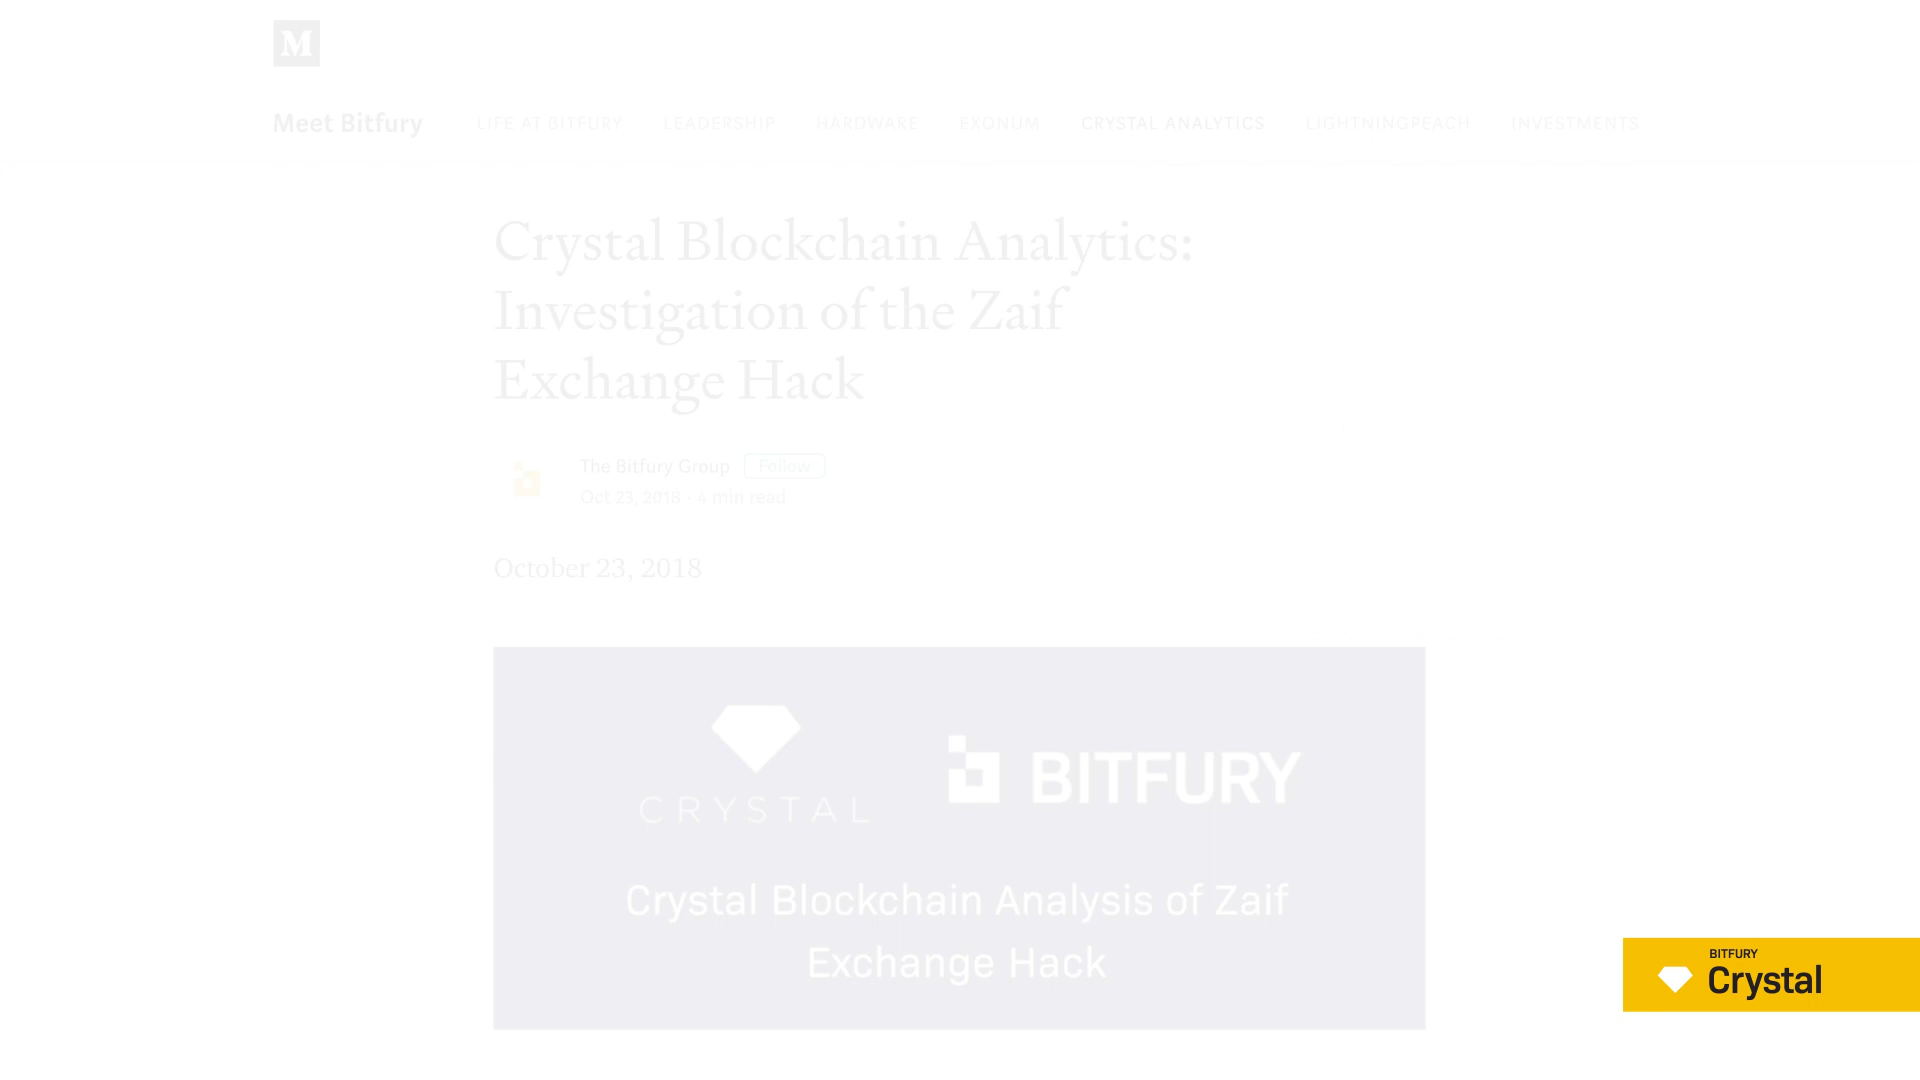 M
Meet Bitfury LIFE AT BITFURY LEADERSHIP HARDWARE EXONUM CRYSTAL ANALYTICS LIGHTNINGPEACH INVESTMENTS
Crystal Blockchain Analytics:
Investigation of the Zaif
Exchange Hack
The Bitfury Group Follow
Oct 23, 2018 · 4 min read
October 23, 2018
CRYSTAL BITFURY
Crystal Blockchain Analysis of Zaif
Exchange Hack
BITFURY
Crystal